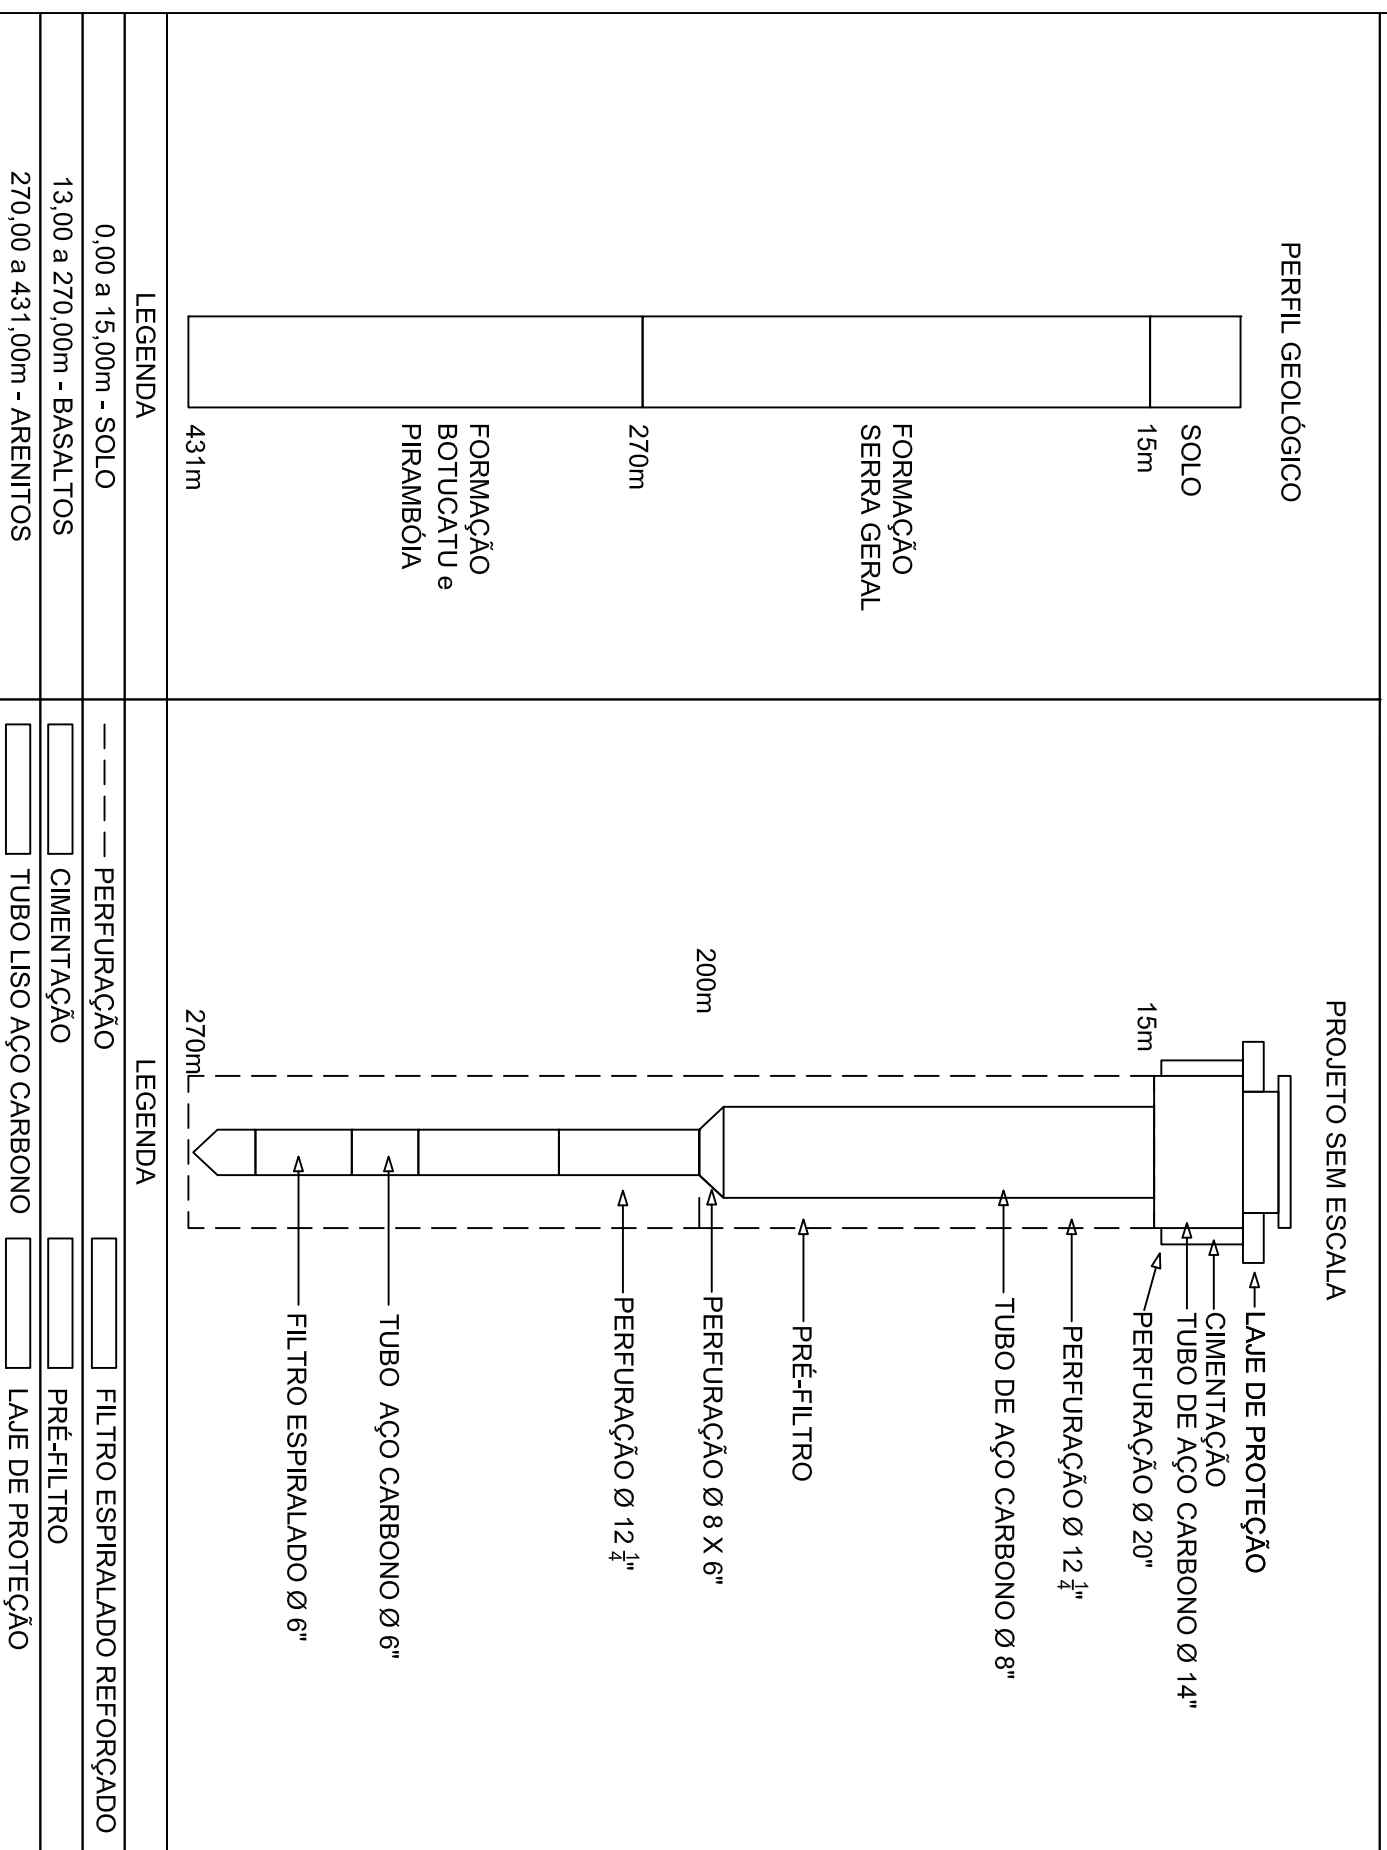 PERFIL GEOLÓGICO
SOLO
15m
FORMAÇÃO
SERRA GERAL
270m
FORMAÇÃO
BOTUCATU e
PIRAMBÓIA
431m
LEGENDA
0,00 a 15,00m - SOLO
13,00 a 270,00m - BASALTOS
270,00 a 431,00m - ARENITOS
PROJETO SEM ESCALA
LAJE DE PROTEÇÃO
CIMENTAÇÃO
TUBO DE AÇO CARBONO Ø 14"
15m
PERFURAÇÃO Ø 20"
PERFURAÇÃO Ø 12 1/4"
TUBO DE AÇO CARBONO Ø 8"
PRÉ-FILTRO
200m
PERFURAÇÃO Ø 8 X 6"
PERFURAÇÃO Ø 12 1/4"
TUBO AÇO CARBONO Ø 6"
FILTRO ESPIRALADO Ø 6"
270m
LEGENDA
PERFURAÇÃO
FILTRO ESPIRALADO REFORÇADO
CIMENTAÇÃO
PRÉ-FILTRO
TUBO LISO AÇO CARBONO
LAJE DE PROTEÇÃO